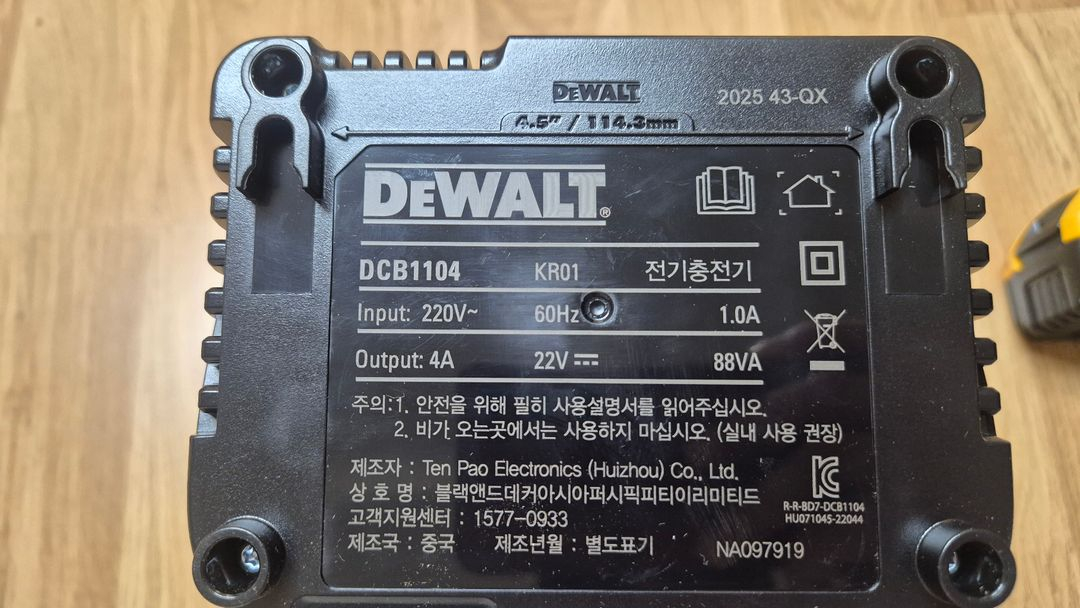 DEWALT
2025 43-QX
4.5" / 114.3mm
DEWALT®
DCB1104 KR01 전기충전기
Input: 220V~ 60Hz 1.0A
Output: 4A 22V⎓ 88VA
주의:1. 안전을 위해 필히 사용설명서를 읽어주십시오.
2. 비가 오는곳에서는 사용하지 마십시오. (실내 사용 권장)
제조자 : Ten Pao Electronics (Huizhou) Co., Ltd.
상 호 명 : 블랙앤드데커아시아퍼시픽피티이리미티드
고객지원센터 : 1577-0933
제조국 : 중국 제조년월 : 별도표기
R-R-BD7-DCB1104
HU071045-22044
NA097919